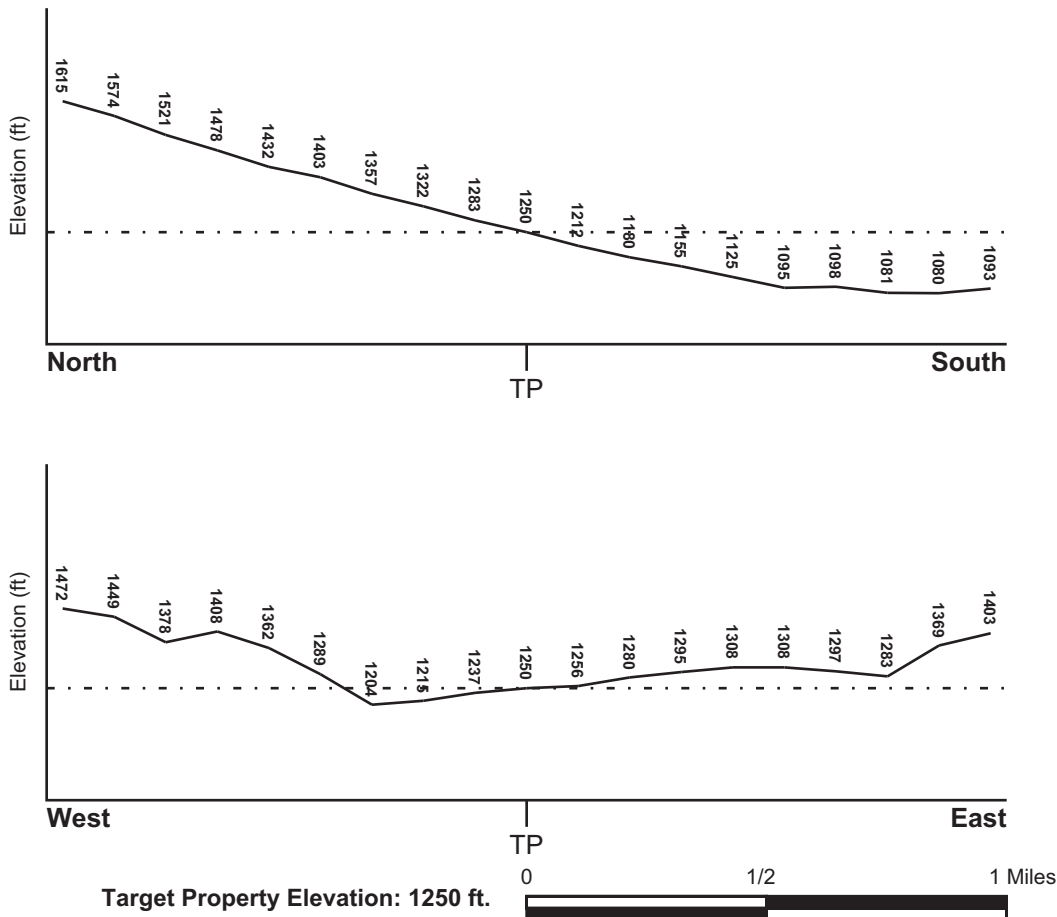 Elevation (ft)
1615 1574 1521 1478 1432 1403 1357 1322 1283 1250 1212 1180 1155 1125 1095 1098 1081 1080 1093
North South
TP
Elevation (ft)
1472 1449 1378 1408 1362 1289 1204 1215 1237 1250 1256 1280 1295 1308 1308 1297 1283 1369 1403
West East
TP
Target Property Elevation: 1250 ft.
0 1/2 1 Miles